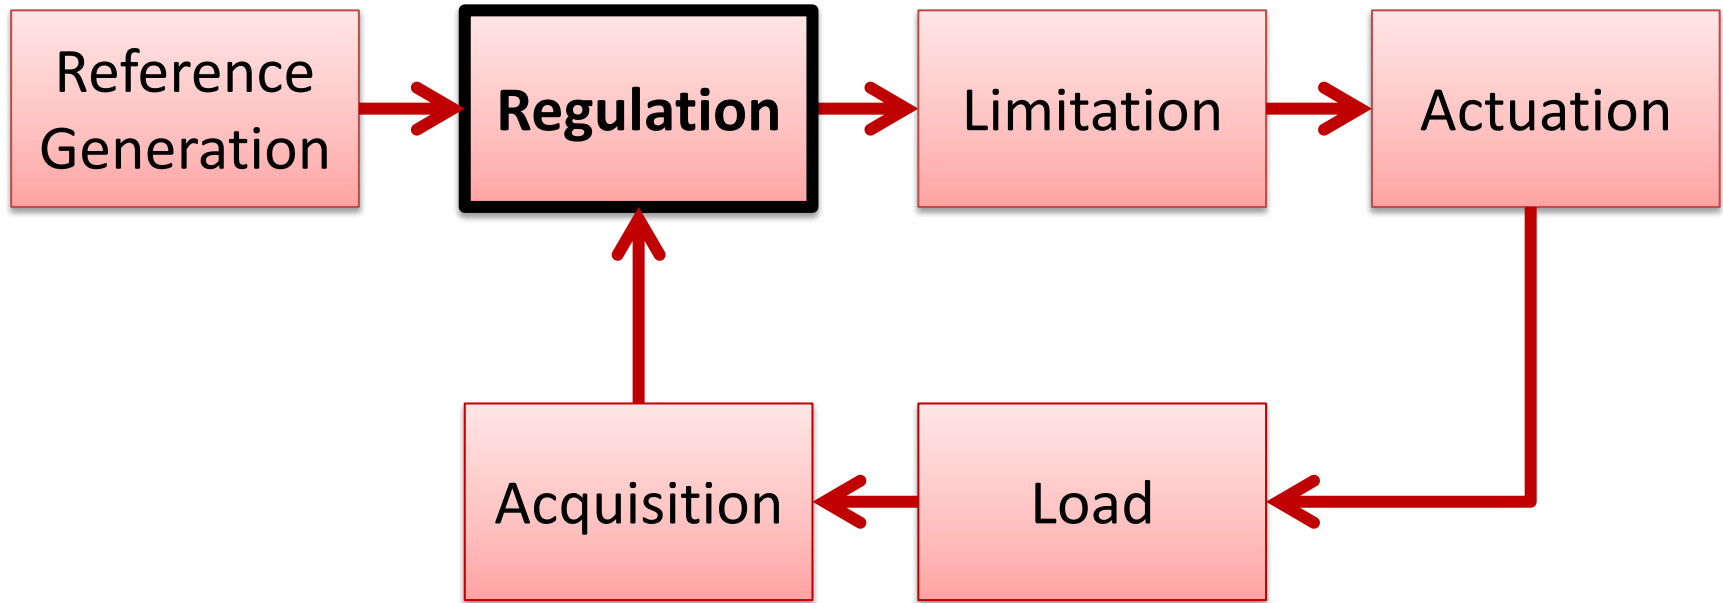 Reference
Generation
Regulation
Limitation
Actuation
Acquisition
Load